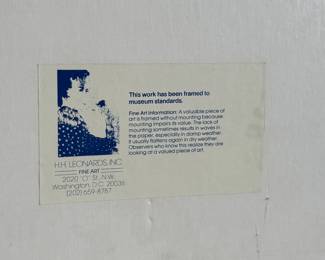 This work has been framed to
museum standards.
Fine Art Information: A valuable piece of
art is framed without mounting because
mounting impairs its value. The lack of
mounting sometimes results in waves in
the paper, especially in damp weather.
It usually flattens again in dry weather.
Observers who know this realize they are
looking at a valued piece of art.
H.H. LEONARDS, INC.
FINE ART
2020 "O" St., N.W.
Washington, D.C. 20036
(202) 659-8787